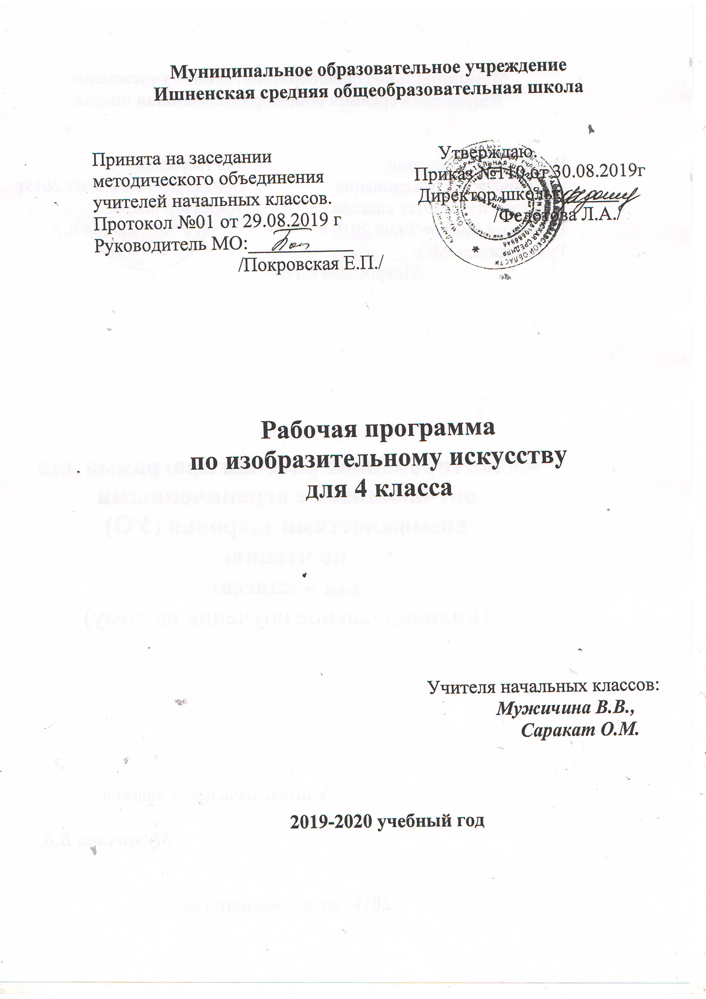 Муниципальное образовательное учреждение
Ишненская средняя общеобразовательная школа
Принята на заседании
методического объединения
учителей начальных классов.
Протокол №01 от 29.08.2019 г
Руководитель МО:
/Покровская Е.П./
Утверждаю.
Приказ №110 от 30.08.2019г
Директор школы
/Федотова Л.А./
Рабочая программа
по изобразительному искусству
для 4 класса
Учителя начальных классов:
Мужичина В.В.,
Саракат О.М.
2019-2020 учебный год